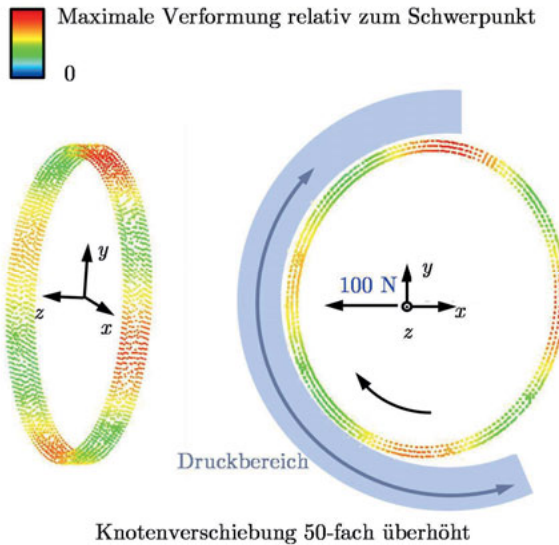 Maximale Verformung relativ zum Schwerpunkt
0
y
z
x
100 N
y
x
z
Druckbereich
Knotenverschiebung 50-fach überhöht